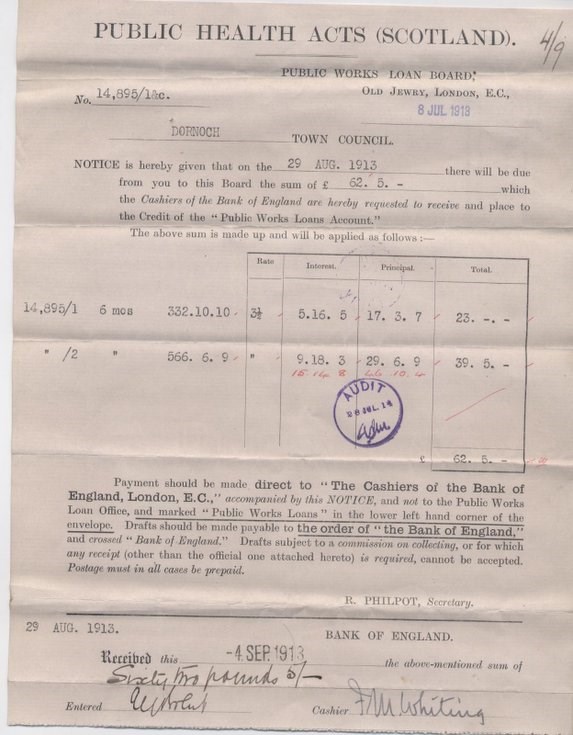 PUBLIC HEALTH ACTS (SCOTLAND).
4/9
PUBLIC WORKS LOAN BOARD,
No. 14,895/1&c.
OLD JEWRY, LONDON, E.C.,
8 JUL 1913
DORNOCH TOWN COUNCIL.
NOTICE is hereby given that on the 29 AUG. 1913 there will be due
from you to this Board the sum of £ 62. 5. - which
the Cashiers of the Bank of England are hereby requested to receive and place to
the Credit of the "Public Works Loans Account."
The above sum is made up and will be applied as follows :—
Rate Interest. Principal. Total.
14,895/1 6 mos 332.10.10 3½ 5.16. 5 17. 3. 7 23. -. -
" /2 " 566. 6. 9 " 9.18. 3 29. 6. 9 39. 5. -
15 14 8 46 10 4
AUDIT
JUL. 14
£ 62. 5. -
Payment should be made direct to "The Cashiers of the Bank of
England, London, E.C.," accompanied by this NOTICE, and not to the Public Works
Loan Office, and marked "Public Works Loans" in the lower left hand corner of the
envelope. Drafts should be made payable to the order of "the Bank of England,"
and crossed "Bank of England." Drafts subject to a commission on collecting, or for which
any receipt (other than the official one attached hereto) is required, cannot be accepted.
Postage must in all cases be prepaid.
R. PHILPOT, Secretary.
29 AUG. 1913.
BANK OF ENGLAND.
Received this -4 SEP. 1913 the above-mentioned sum of
Sixty two pounds 5/-
Entered
Cashier F M Whiting